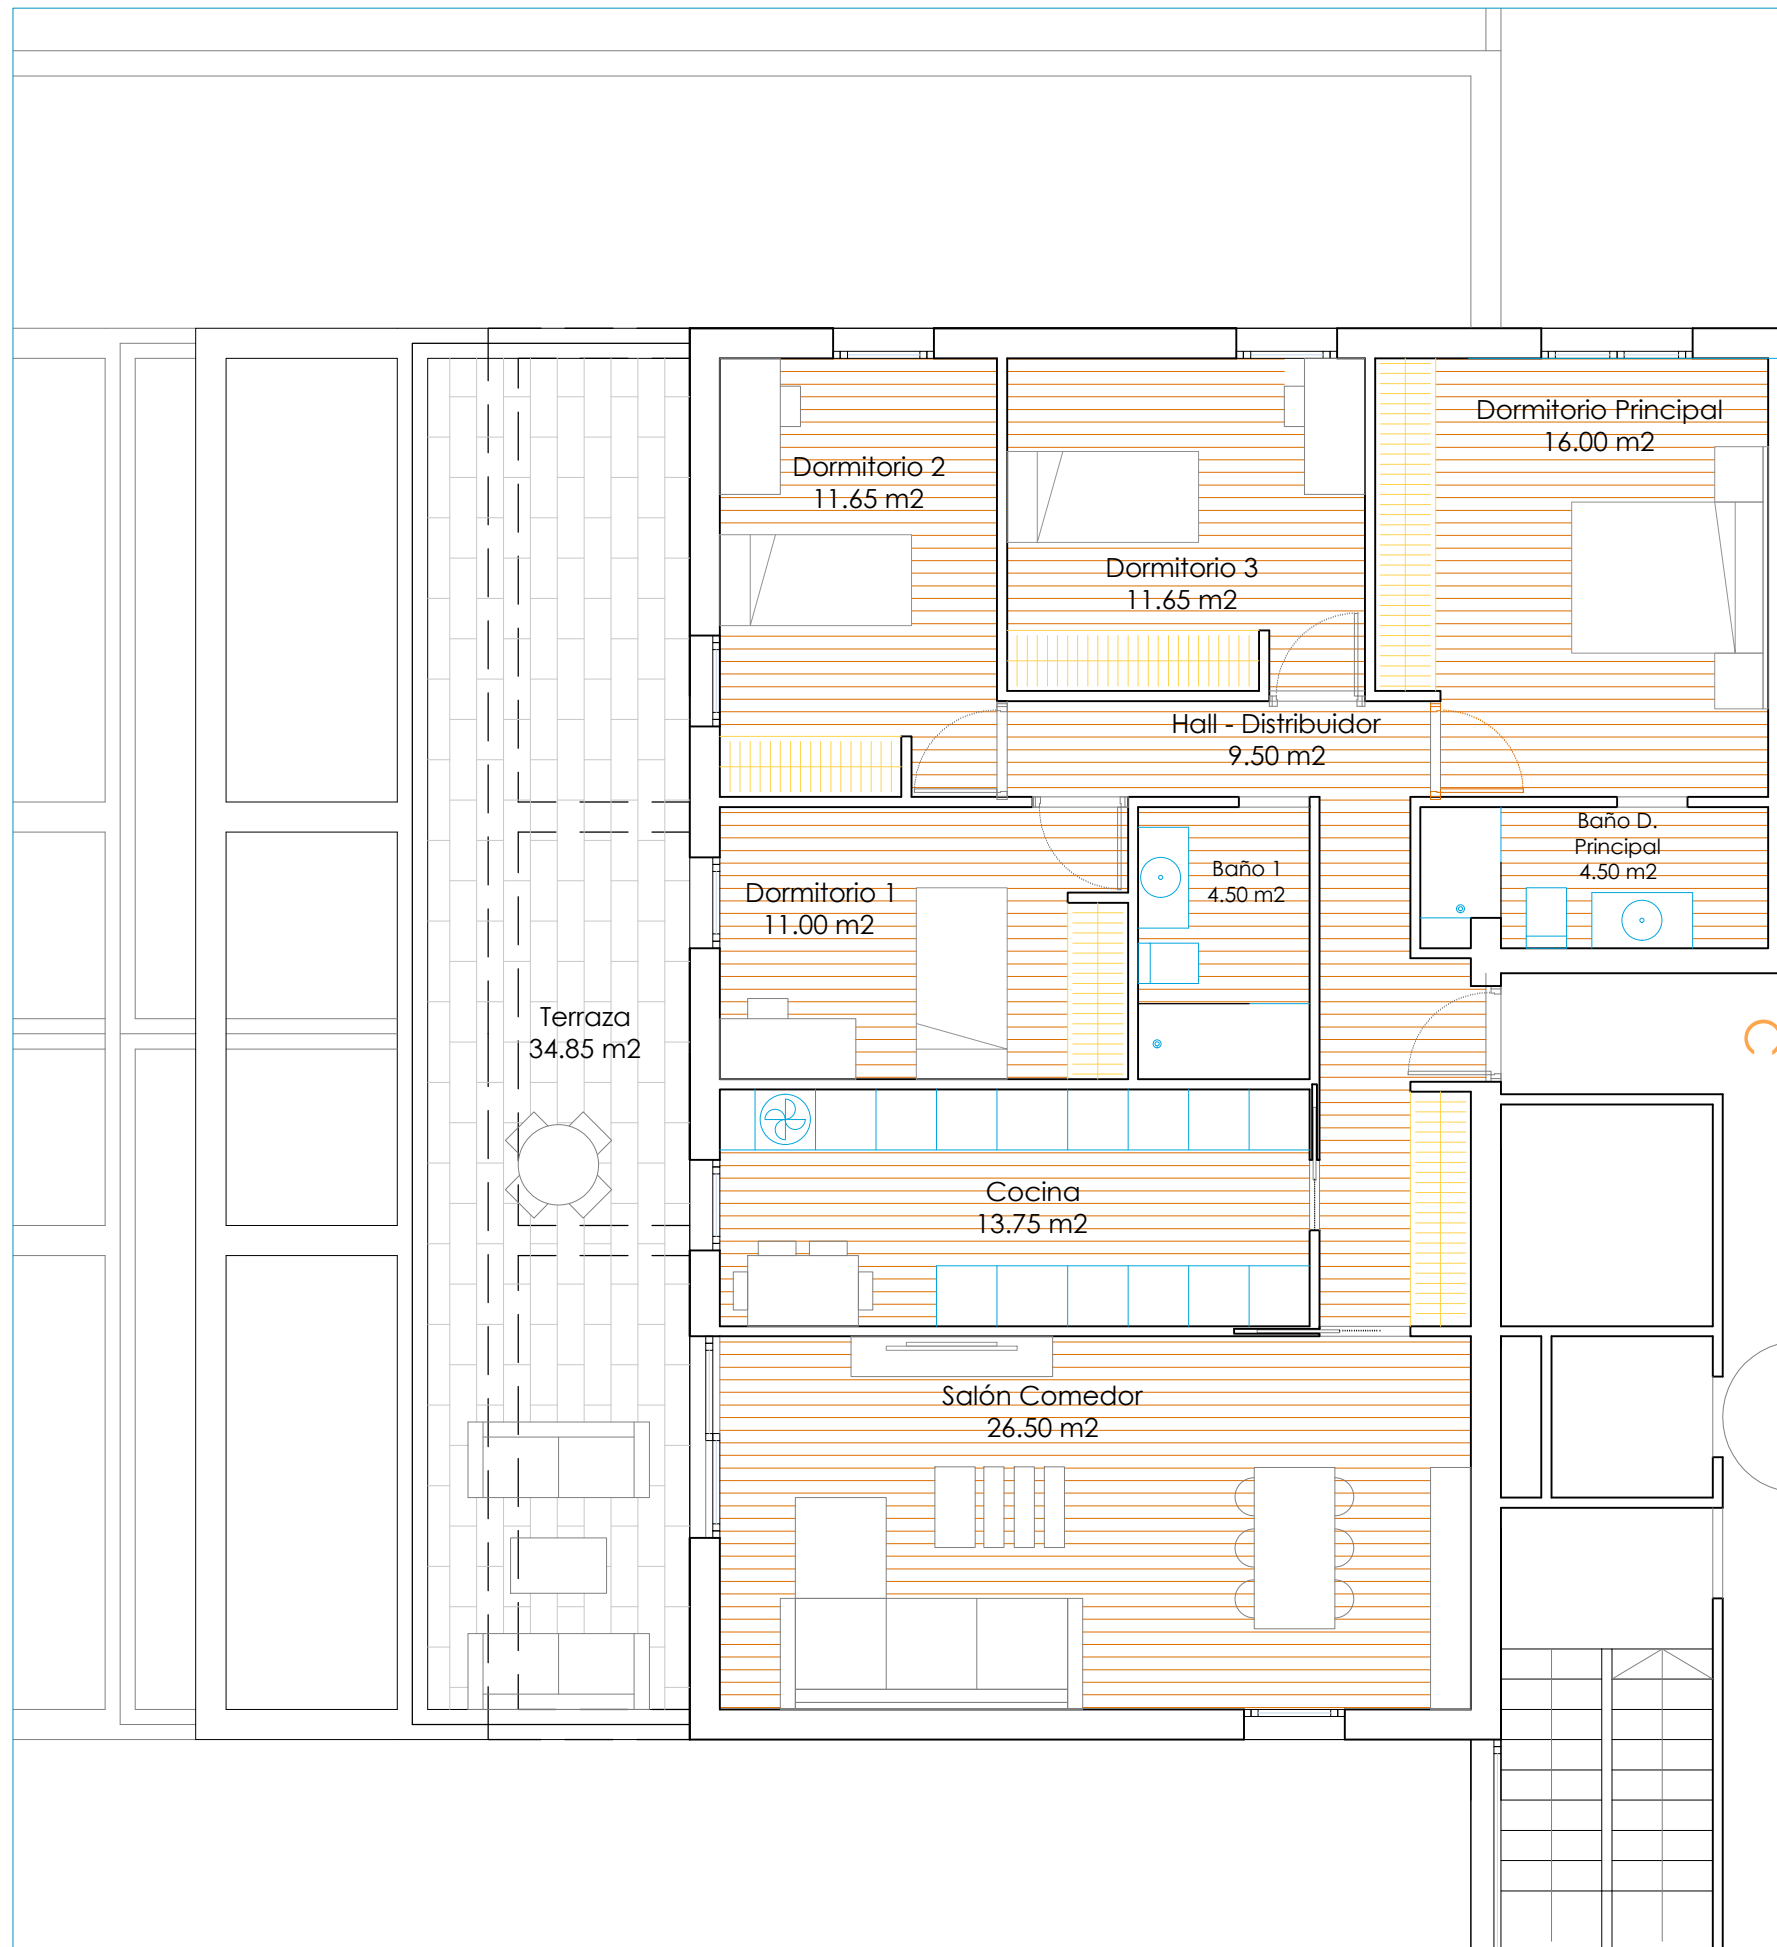 Dormitorio Principal
16.00 m2
Dormitorio 2
11.65 m2
Dormitorio 3
11.65 m2
Hall - Distribuidor
9.50 m2
Baño D.
Principal
4.50 m2
Baño 1
4.50 m2
Dormitorio 1
11.00 m2
Terraza
34.85 m2
C
Cocina
13.75 m2
Salón Comedor
26.50 m2